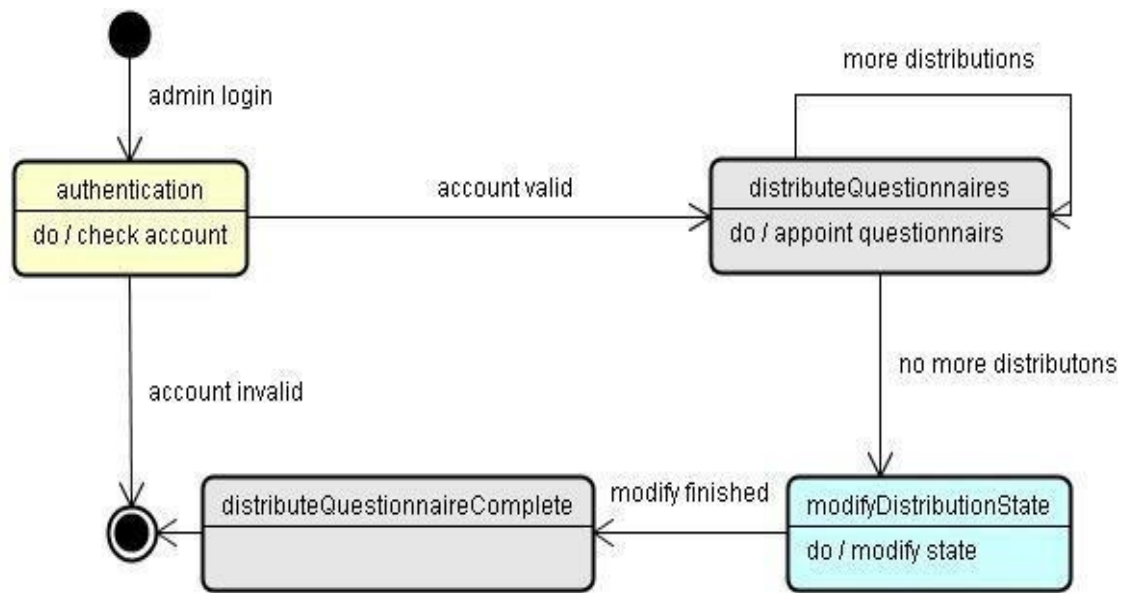 more distributions
admin login
authentication
do / check account
account valid
distributeQuestionnaires
do / appoint questionnairs
account invalid
no more distributons
distributeQuestionnaireComplete
modify finished
modifyDistributionState
do / modify state